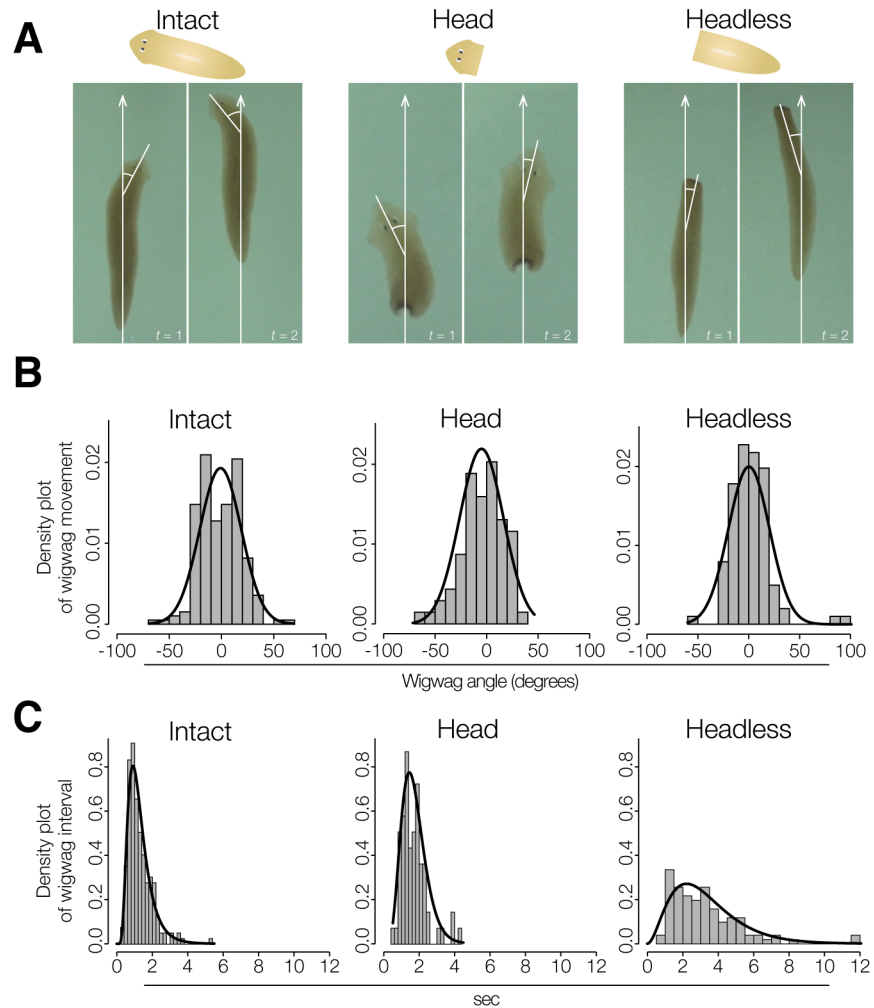 A
Intact
Head
Headless
t = 1
t = 2
t = 1
t = 2
t = 1
t = 2
B
Intact
Head
Headless
Density plot
of wigwag movement
0.00 0.01 0.02
0.00 0.01 0.02
0.00 0.01 0.02
-100 -50 0 50 100
-100 -50 0 50 100
-100 -50 0 50 100
Wigwag angle (degrees)
C
Intact
Head
Headless
Density plot
of wigwag interval
0.0 0.2 0.4 0.6 0.8
0.0 0.2 0.4 0.6 0.8
0.0 0.2 0.4 0.6 0.8
0 2 4 6 8 10 12
0 2 4 6 8 10 12
0 2 4 6 8 10 12
sec